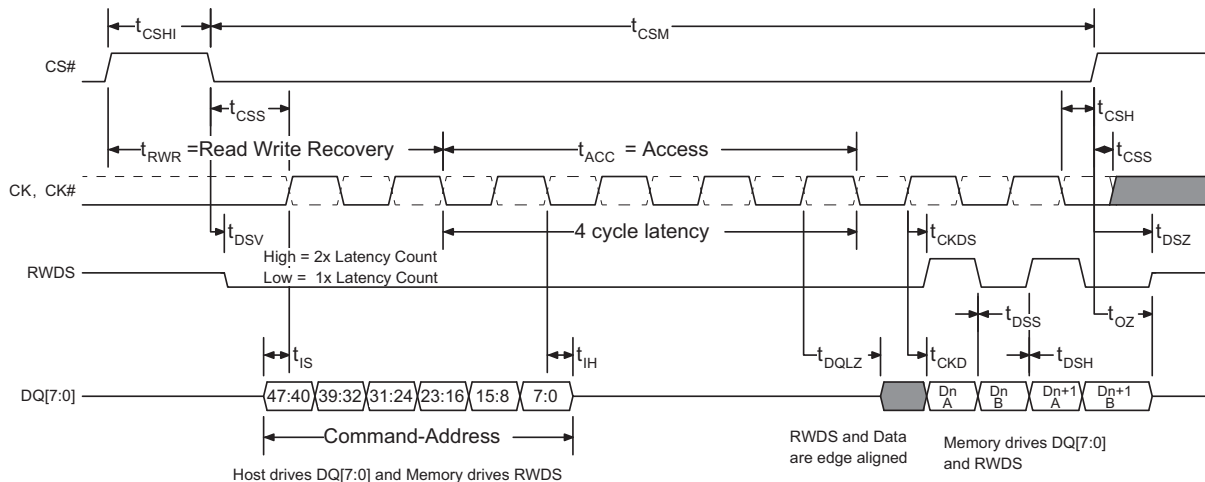 tCSHI
tCSM
CS#
tCSS
tCSH
tRWR =Read Write Recovery
tACC = Access
tCSS
CK, CK#
tDSV
4 cycle latency
tCKDS
tDSZ
High = 2x Latency Count
Low = 1x Latency Count
RWDS
tDSS
tOZ
tIS
tIH
tDQLZ
tCKD
tDSH
DQ[7:0]
47:40 39:32 31:24 23:16 15:8 7:0
Dn A
Dn B
Dn+1 A
Dn+1 B
Command-Address
RWDS and Data
are edge aligned
Memory drives DQ[7:0]
and RWDS
Host drives DQ[7:0] and Memory drives RWDS